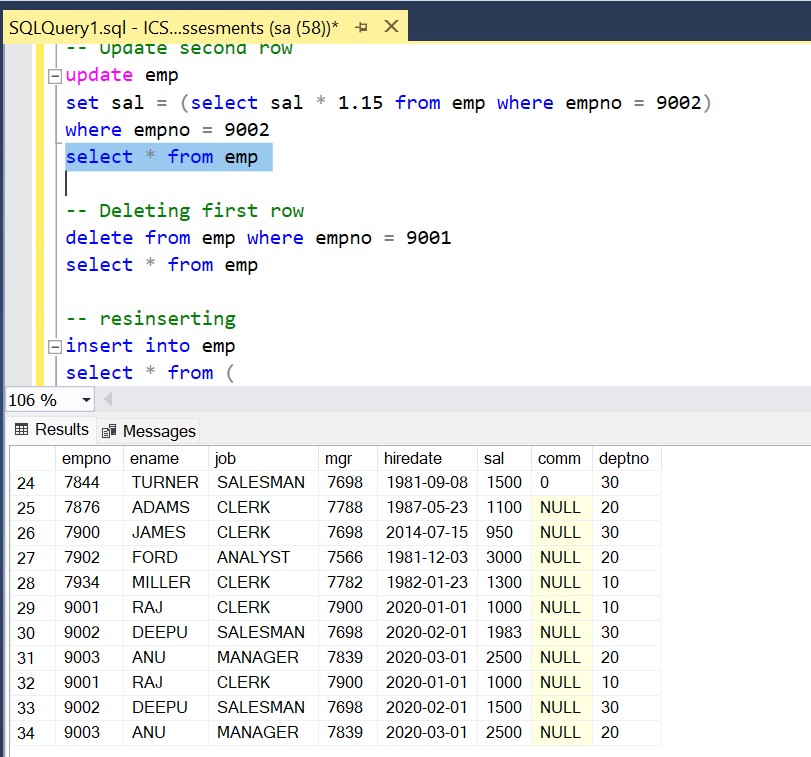 SQLQuery1.sql - ICS...ssesments (sa (58))*
-- Update second row
update emp
set sal = (select sal * 1.15 from emp where empno = 9002)
where empno = 9002
select * from emp
-- Deleting first row
delete from emp where empno = 9001
select * from emp
-- resinserting
insert into emp
select * from (
106 %
Results Messages
empno ename job mgr hiredate sal comm deptno
24 7844 TURNER SALESMAN 7698 1981-09-08 1500 0 30
25 7876 ADAMS CLERK 7788 1987-05-23 1100 NULL 20
26 7900 JAMES CLERK 7698 2014-07-15 950 NULL 30
27 7902 FORD ANALYST 7566 1981-12-03 3000 NULL 20
28 7934 MILLER CLERK 7782 1982-01-23 1300 NULL 10
29 9001 RAJ CLERK 7900 2020-01-01 1000 NULL 10
30 9002 DEEPU SALESMAN 7698 2020-02-01 1983 NULL 30
31 9003 ANU MANAGER 7839 2020-03-01 2500 NULL 20
32 9001 RAJ CLERK 7900 2020-01-01 1000 NULL 10
33 9002 DEEPU SALESMAN 7698 2020-02-01 1500 NULL 30
34 9003 ANU MANAGER 7839 2020-03-01 2500 NULL 20